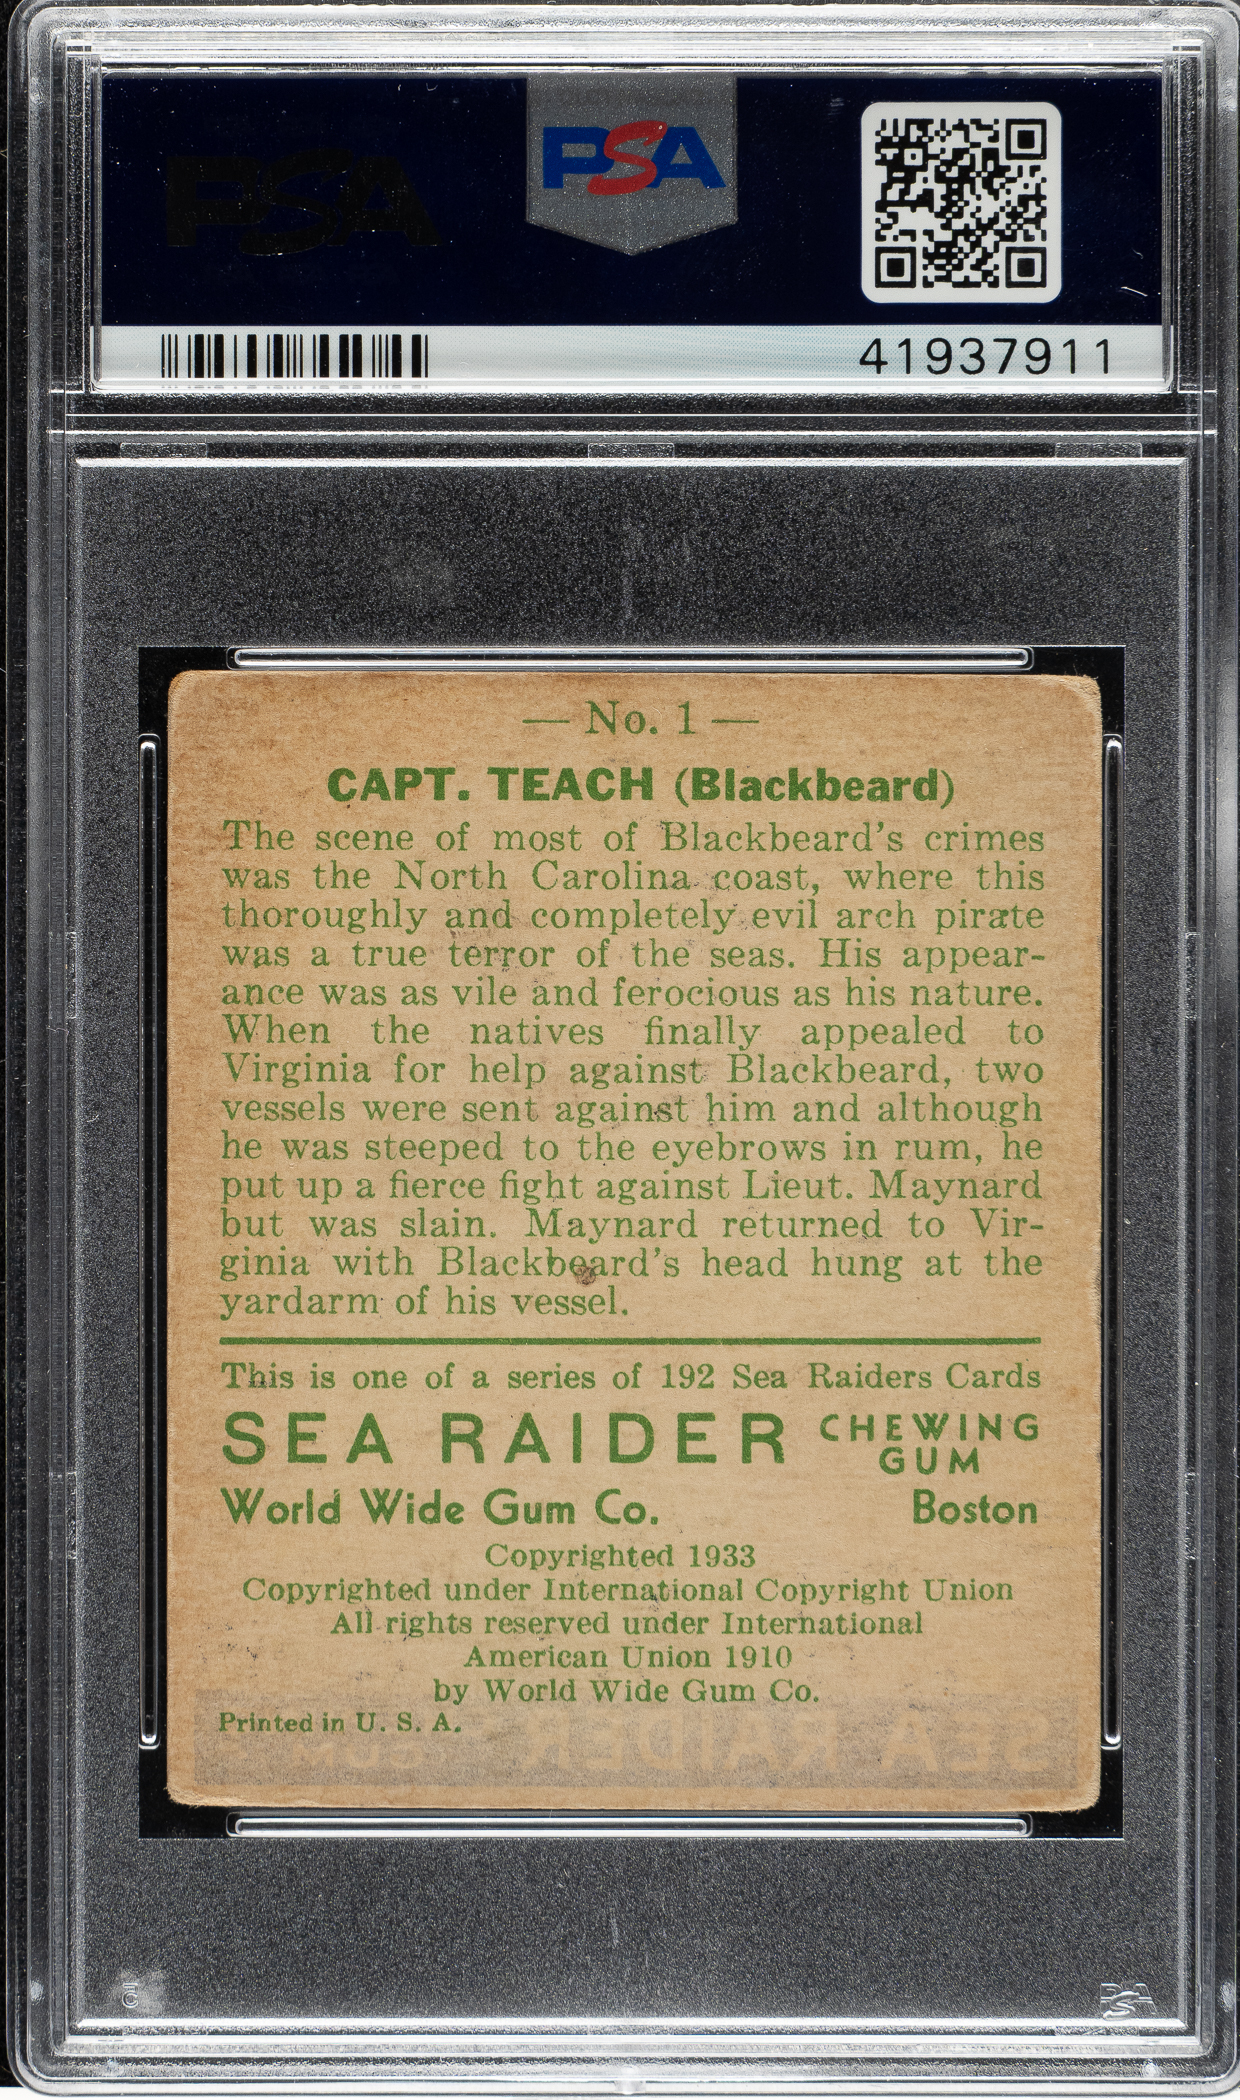 PSA
PSA
41937911
— No. 1 —
CAPT. TEACH (Blackbeard)
The scene of most of Blackbeard's crimes
was the North Carolina coast, where this
thoroughly and completely evil arch pirate
was a true terror of the seas. His appear-
ance was as vile and ferocious as his nature.
When the natives finally appealed to
Virginia for help against Blackbeard, two
vessels were sent against him and although
he was steeped to the eyebrows in rum, he
put up a fierce fight against Lieut. Maynard
but was slain. Maynard returned to Vir-
ginia with Blackbeard's head hung at the
yardarm of his vessel.
This is one of a series of 192 Sea Raiders Cards
SEA RAIDER CHEWING
GUM
World Wide Gum Co. Boston
Copyrighted 1933
Copyrighted under International Copyright Union
All rights reserved under International
American Union 1910
by World Wide Gum Co.
Printed in U. S. A.
SEA RAIDER
PSA